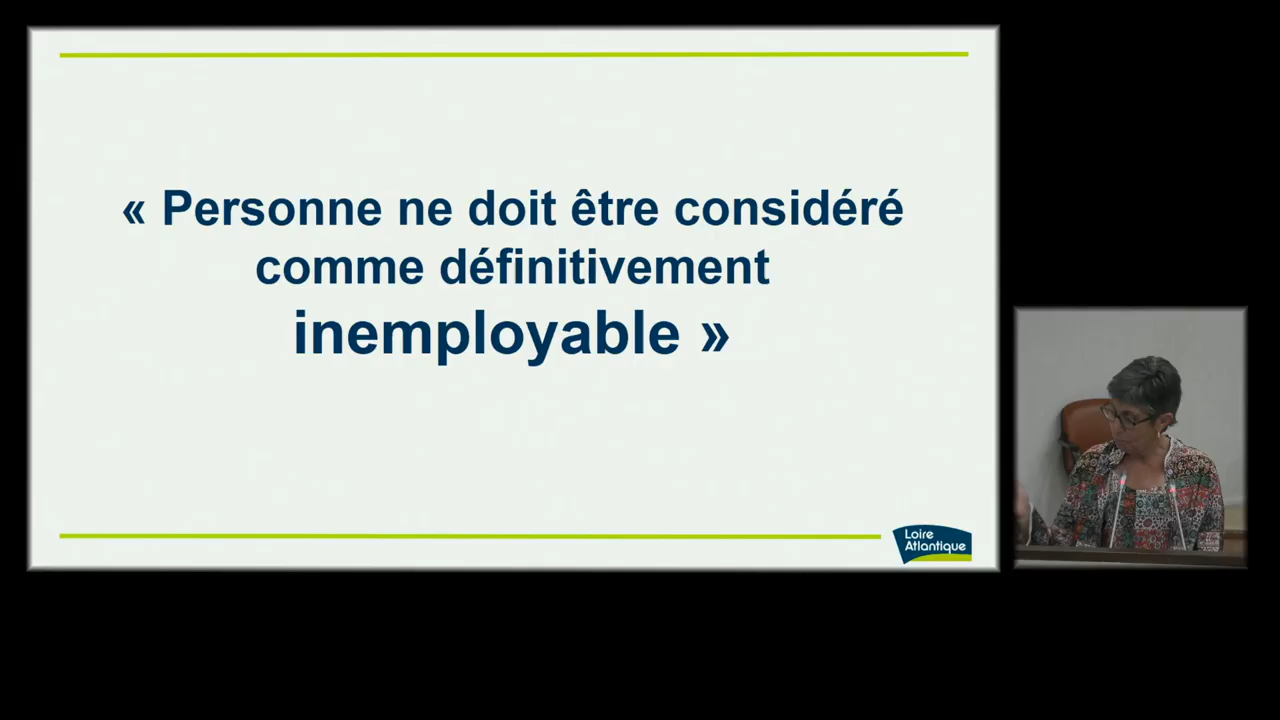 « Personne ne doit être considéré
comme définitivement
inemployable »
Loire
Atlantique